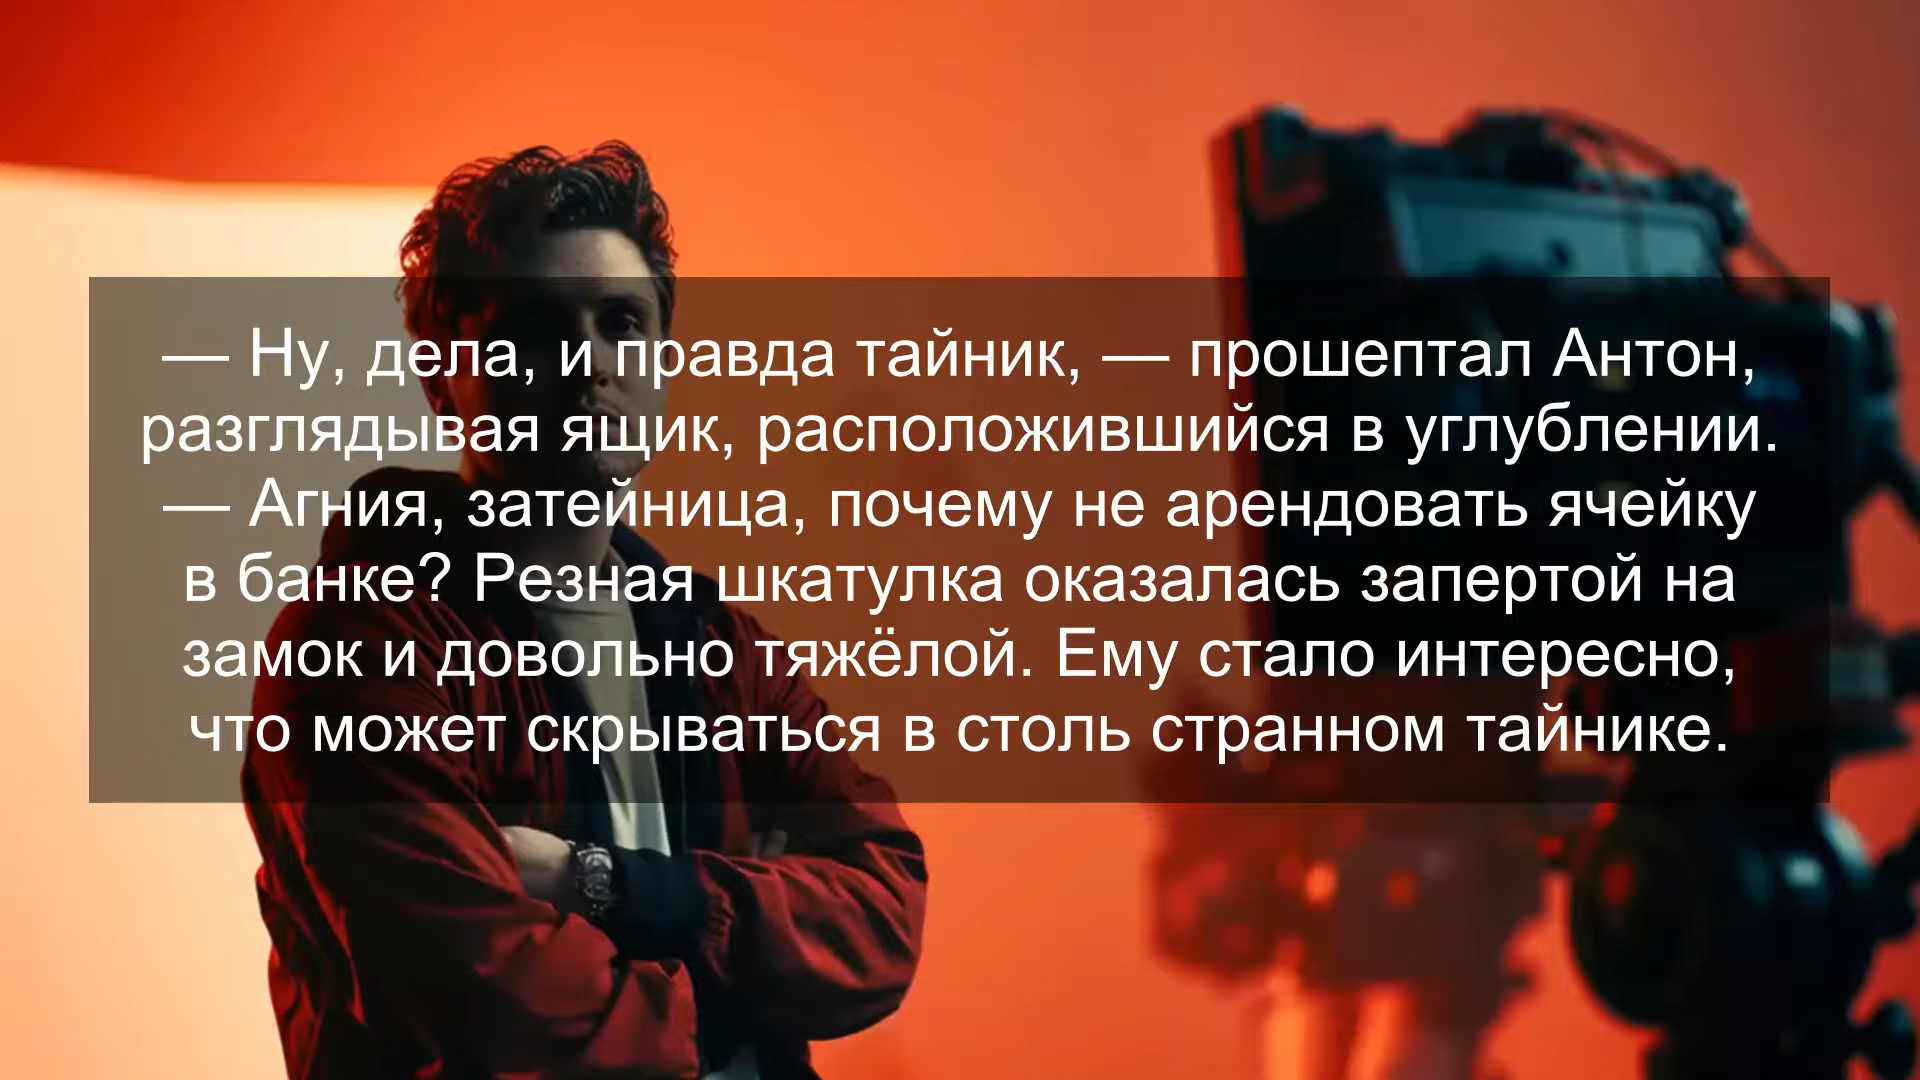 — Ну, дела, и правда тайник, — прошептал Антон,
разглядывая ящик, расположившийся в углублении.
— Агния, затейница, почему не арендовать ячейку
в банке? Резная шкатулка оказалась запертой на
замок и довольно тяжёлой. Ему стало интересно,
что может скрываться в столь странном тайнике.